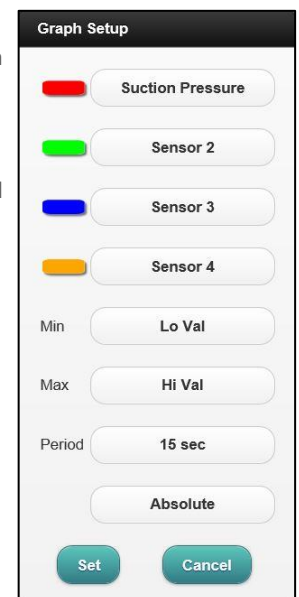 Graph Setup
Suction Pressure
Sensor 2
Sensor 3
Sensor 4
Min Lo Val
Max Hi Val
Period 15 sec
Absolute
Set Cancel